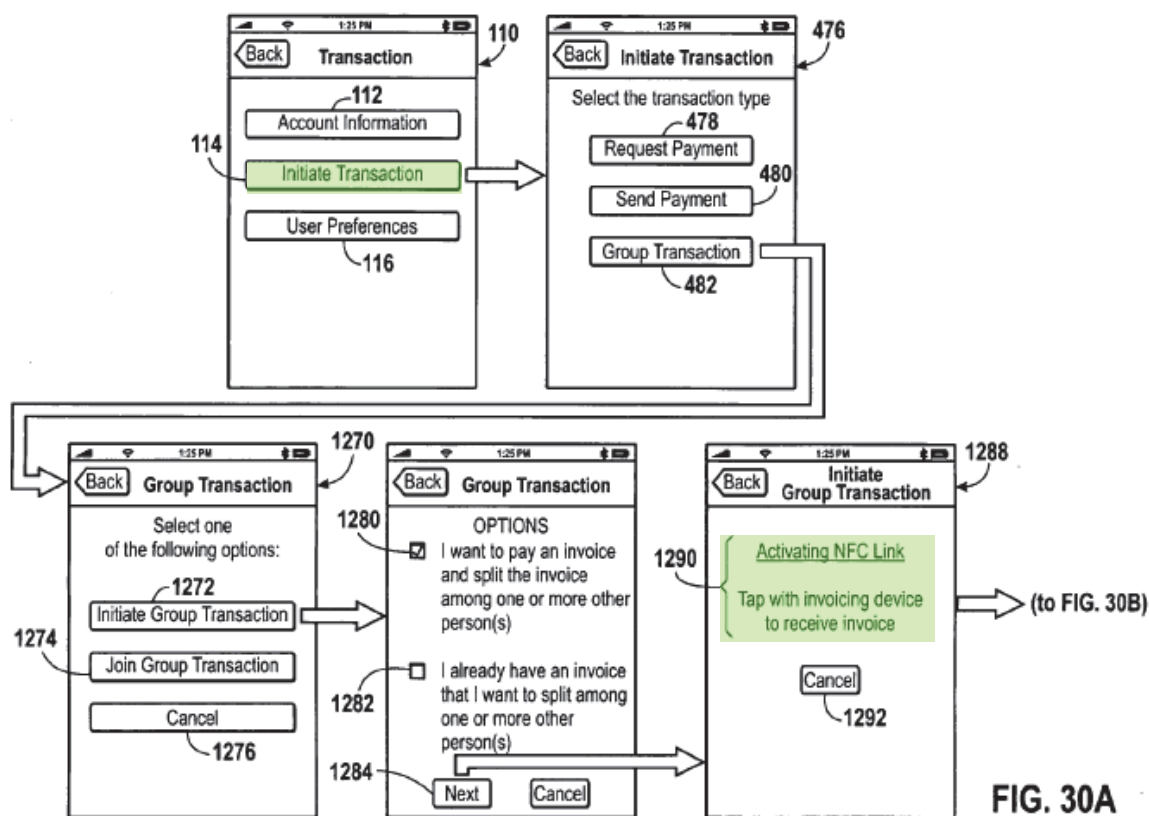 1:25 PM
110
Back
Transaction
112
Account Information
114
Initiate Transaction
User Preferences
116
1:25 PM
476
Back
Initiate Transaction
Select the transaction type
478
Request Payment
480
Send Payment
Group Transaction
482
1:25 PM
1270
Back
Group Transaction
Select one
of the following options:
1272
Initiate Group Transaction
1274
Join Group Transaction
Cancel
1276
1:25 PM
Back
Group Transaction
OPTIONS
1280
I want to pay an invoice
and split the invoice
among one or more other
person(s)
1282
I already have an invoice
that I want to split among
one or more other
person(s)
1284
Next
Cancel
1:25 PM
1288
Back
Initiate
Group Transaction
1290
Activating NFC Link
Tap with invoicing device
to receive invoice
Cancel
1292
(to FIG. 30B)
FIG. 30A